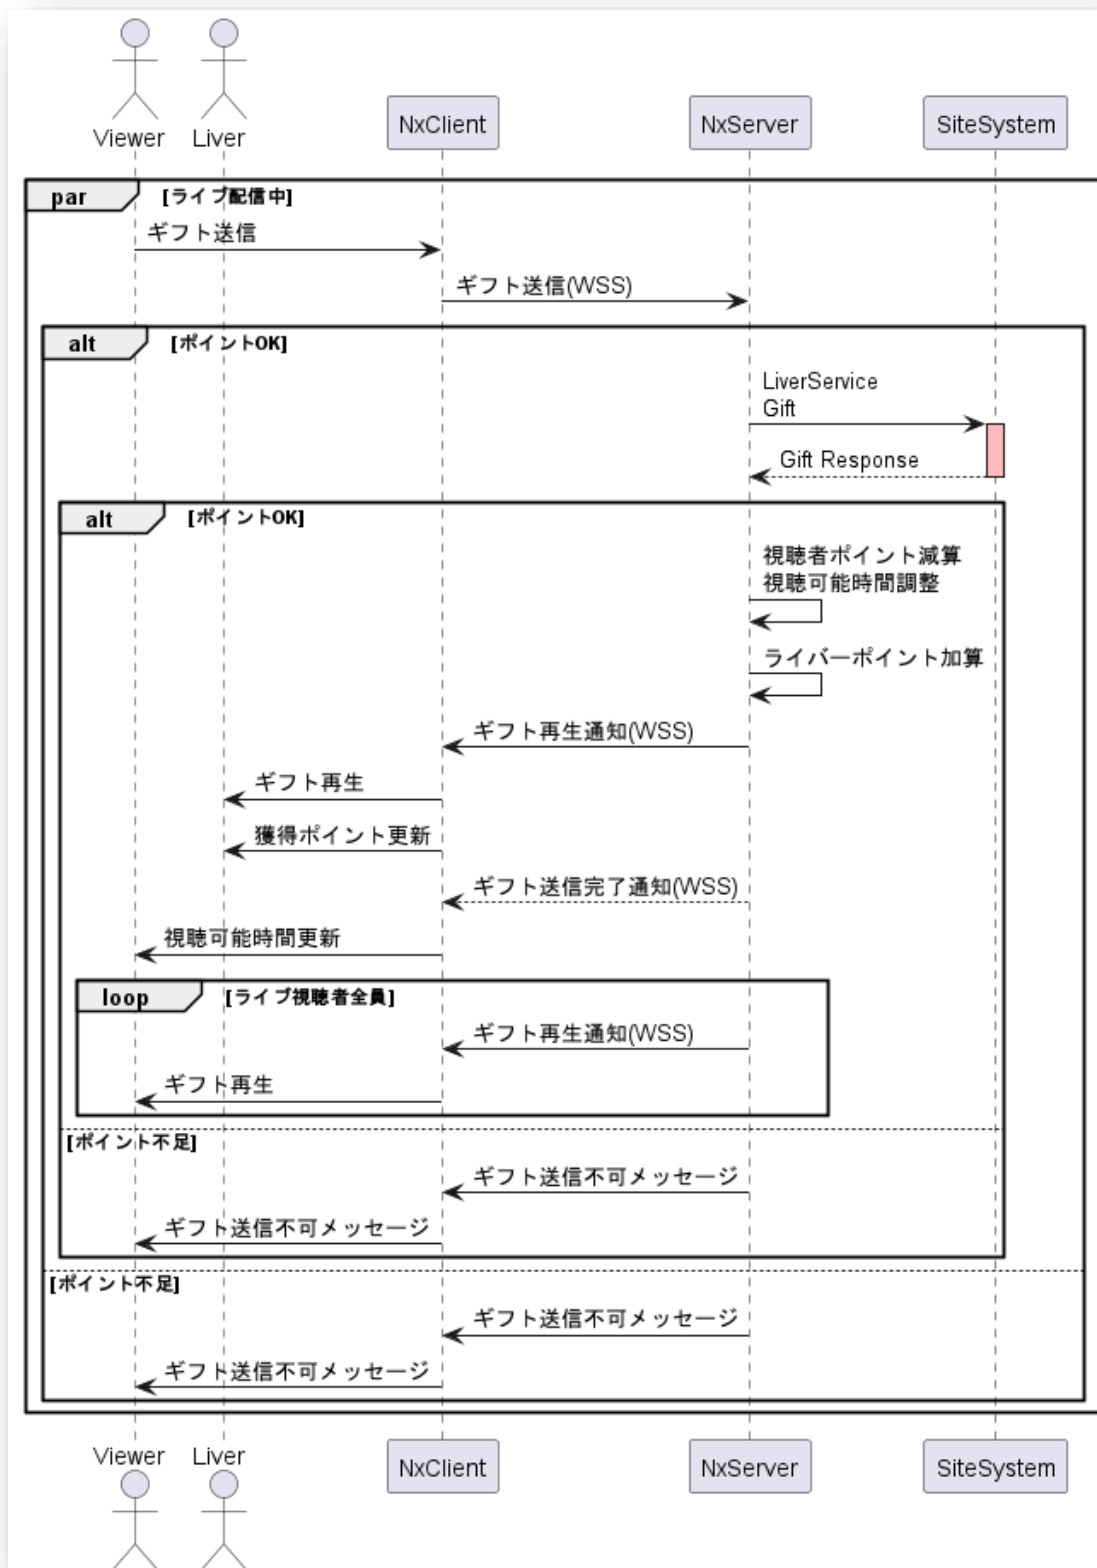 Viewer
Liver
NxClient
NxServer
SiteSystem
par
[ライブ配信中]
ギフト送信
ギフト送信(WSS)
alt
[ポイントOK]
LiverService
Gift
Gift Response
alt
[ポイントOK]
視聴者ポイント減算
視聴可能時間調整
ライバーポイント加算
ギフト再生通知(WSS)
ギフト再生
獲得ポイント更新
ギフト送信完了通知(WSS)
視聴可能時間更新
loop
[ライブ視聴者全員]
ギフト再生通知(WSS)
ギフト再生
[ポイント不足]
ギフト送信不可メッセージ
ギフト送信不可メッセージ
[ポイント不足]
ギフト送信不可メッセージ
ギフト送信不可メッセージ
Viewer
Liver
NxClient
NxServer
SiteSystem